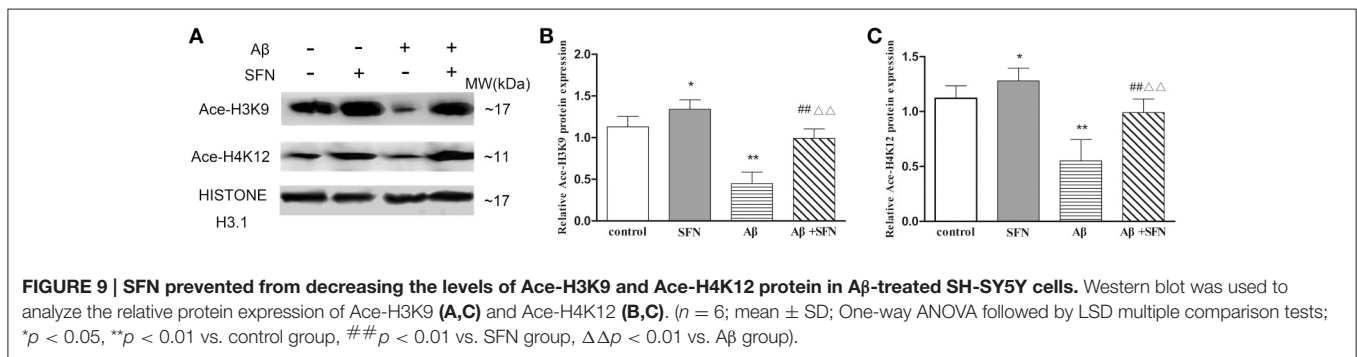 A
Aβ - - + +
SFN - + - +
MW(kDa)
Ace-H3K9 ~17
Ace-H4K12 ~11
HISTONE ~17
H3.1
B
Relative Ace-H3K9 protein expression
2.0
1.5
1.0
0.5
0.0
*
**
## △△
control SFN Aβ Aβ +SFN
C
Relative Ace-H4K12 protein expression
1.5
1.0
0.5
0.0
*
**
##△△
control SFN Aβ Aβ +SFN
FIGURE 9 | SFN prevented from decreasing the levels of Ace-H3K9 and Ace-H4K12 protein in Aβ-treated SH-SY5Y cells. Western blot was used to
analyze the relative protein expression of Ace-H3K9 (A,C) and Ace-H4K12 (B,C). (n = 6; mean ± SD; One-way ANOVA followed by LSD multiple comparison tests;
*p < 0.05, **p < 0.01 vs. control group, ##p < 0.01 vs. SFN group, ΔΔp < 0.01 vs. Aβ group).